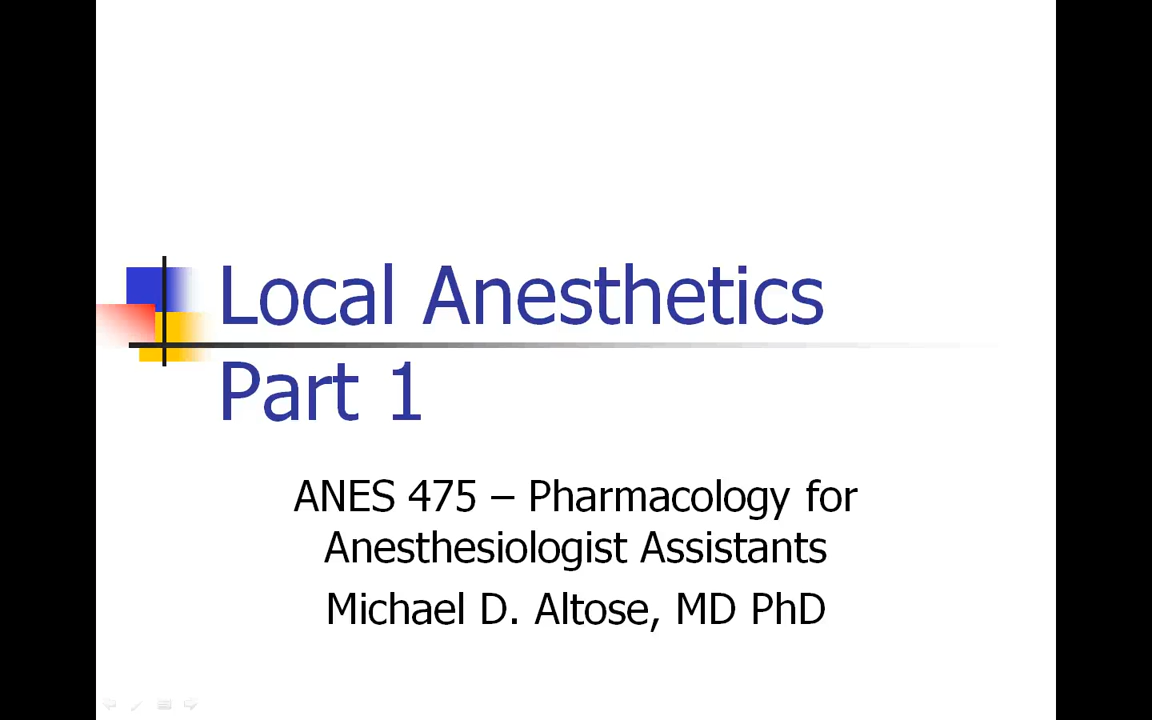 Local Anesthetics
Part 1
ANES 475 – Pharmacology for
Anesthesiologist Assistants
Michael D. Altose, MD PhD